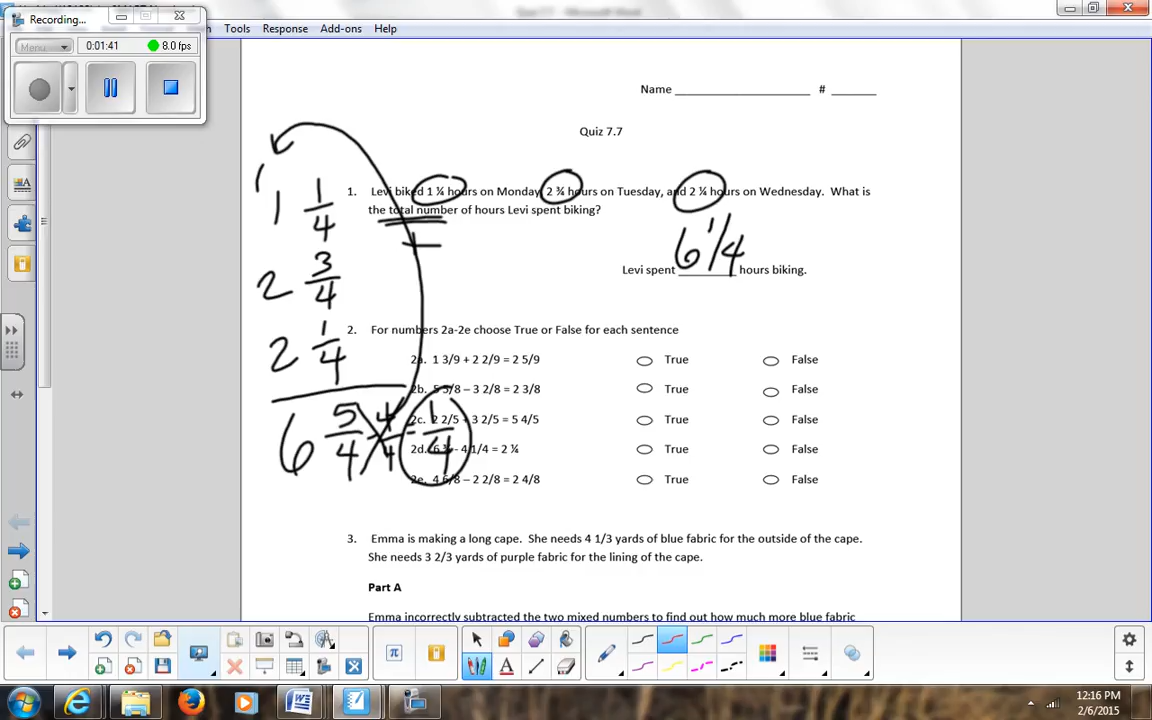 Recording...
Menu
0:01:41
8.0 fps
Tools Response Add-ons Help
Name ____________________ # _______
Quiz 7.7
1. Levi biked 1 ¼ hours on Monday, 2 ¾ hours on Tuesday, and 2 ¼ hours on Wednesday. What is
the total number of hours Levi spent biking?
+
Levi spent 6 1/4 hours biking.
1
1 1/4
2 3/4
2 1/4
6 5/4 - 4/4 = 1/4
2. For numbers 2a-2e choose True or False for each sentence
2a. 1 3/9 + 2 2/9 = 2 5/9 True False
2b. 5 5/8 – 3 2/8 = 2 3/8 True False
2c. 2 2/5 + 3 2/5 = 5 4/5 True False
2d. 6 ¾ - 4 1/4 = 2 ¼ True False
2e. 4 6/8 – 2 2/8 = 2 4/8 True False
3. Emma is making a long cape. She needs 4 1/3 yards of blue fabric for the outside of the cape.
She needs 3 2/3 yards of purple fabric for the lining of the cape.
Part A
Emma incorrectly subtracted the two mixed numbers to find out how much more blue fabric
12:16 PM
2/6/2015